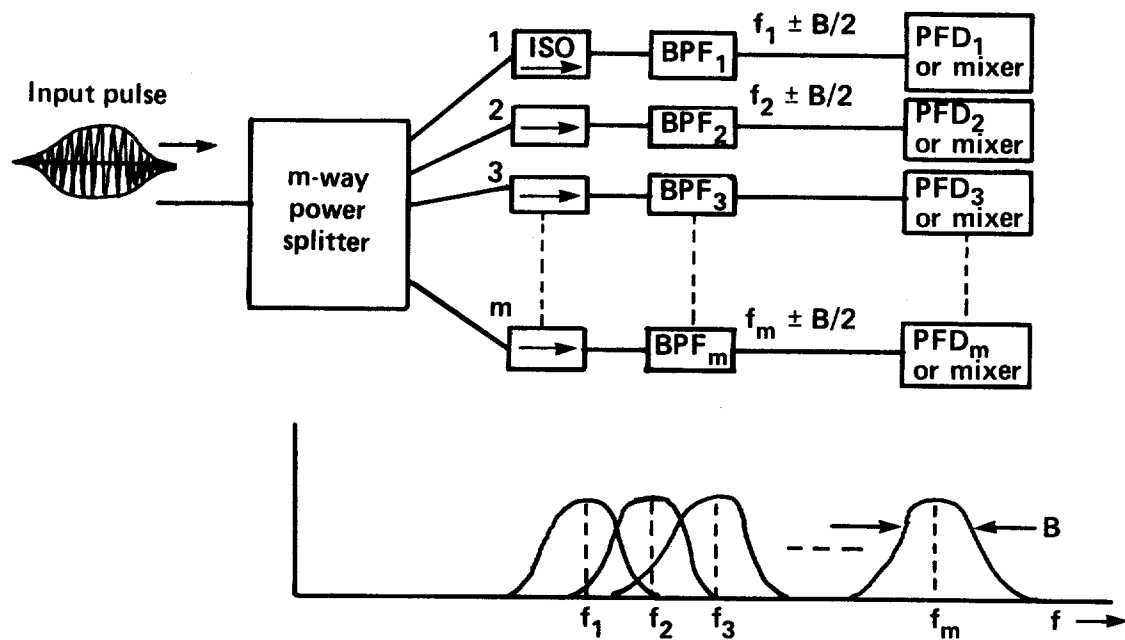 Input pulse
m-way
power
splitter
1
ISO
BPF₁
f₁ ± B/2
PFD₁
or mixer
2
BPF₂
f₂ ± B/2
PFD₂
or mixer
3
BPF₃
PFD₃
or mixer
m
BPFₘ
fₘ ± B/2
PFDₘ
or mixer
B
f₁ f₂ f₃ fₘ f